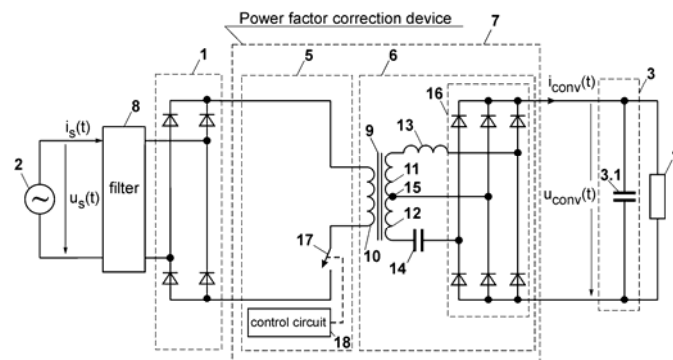 Power factor correction device
7
1
5
6
3
8
16
i_s(t)
i_conv(t)
9
13
2
filter
u_s(t)
11
15
12
3.1
u_conv(t)
17
10
14
control circuit
18